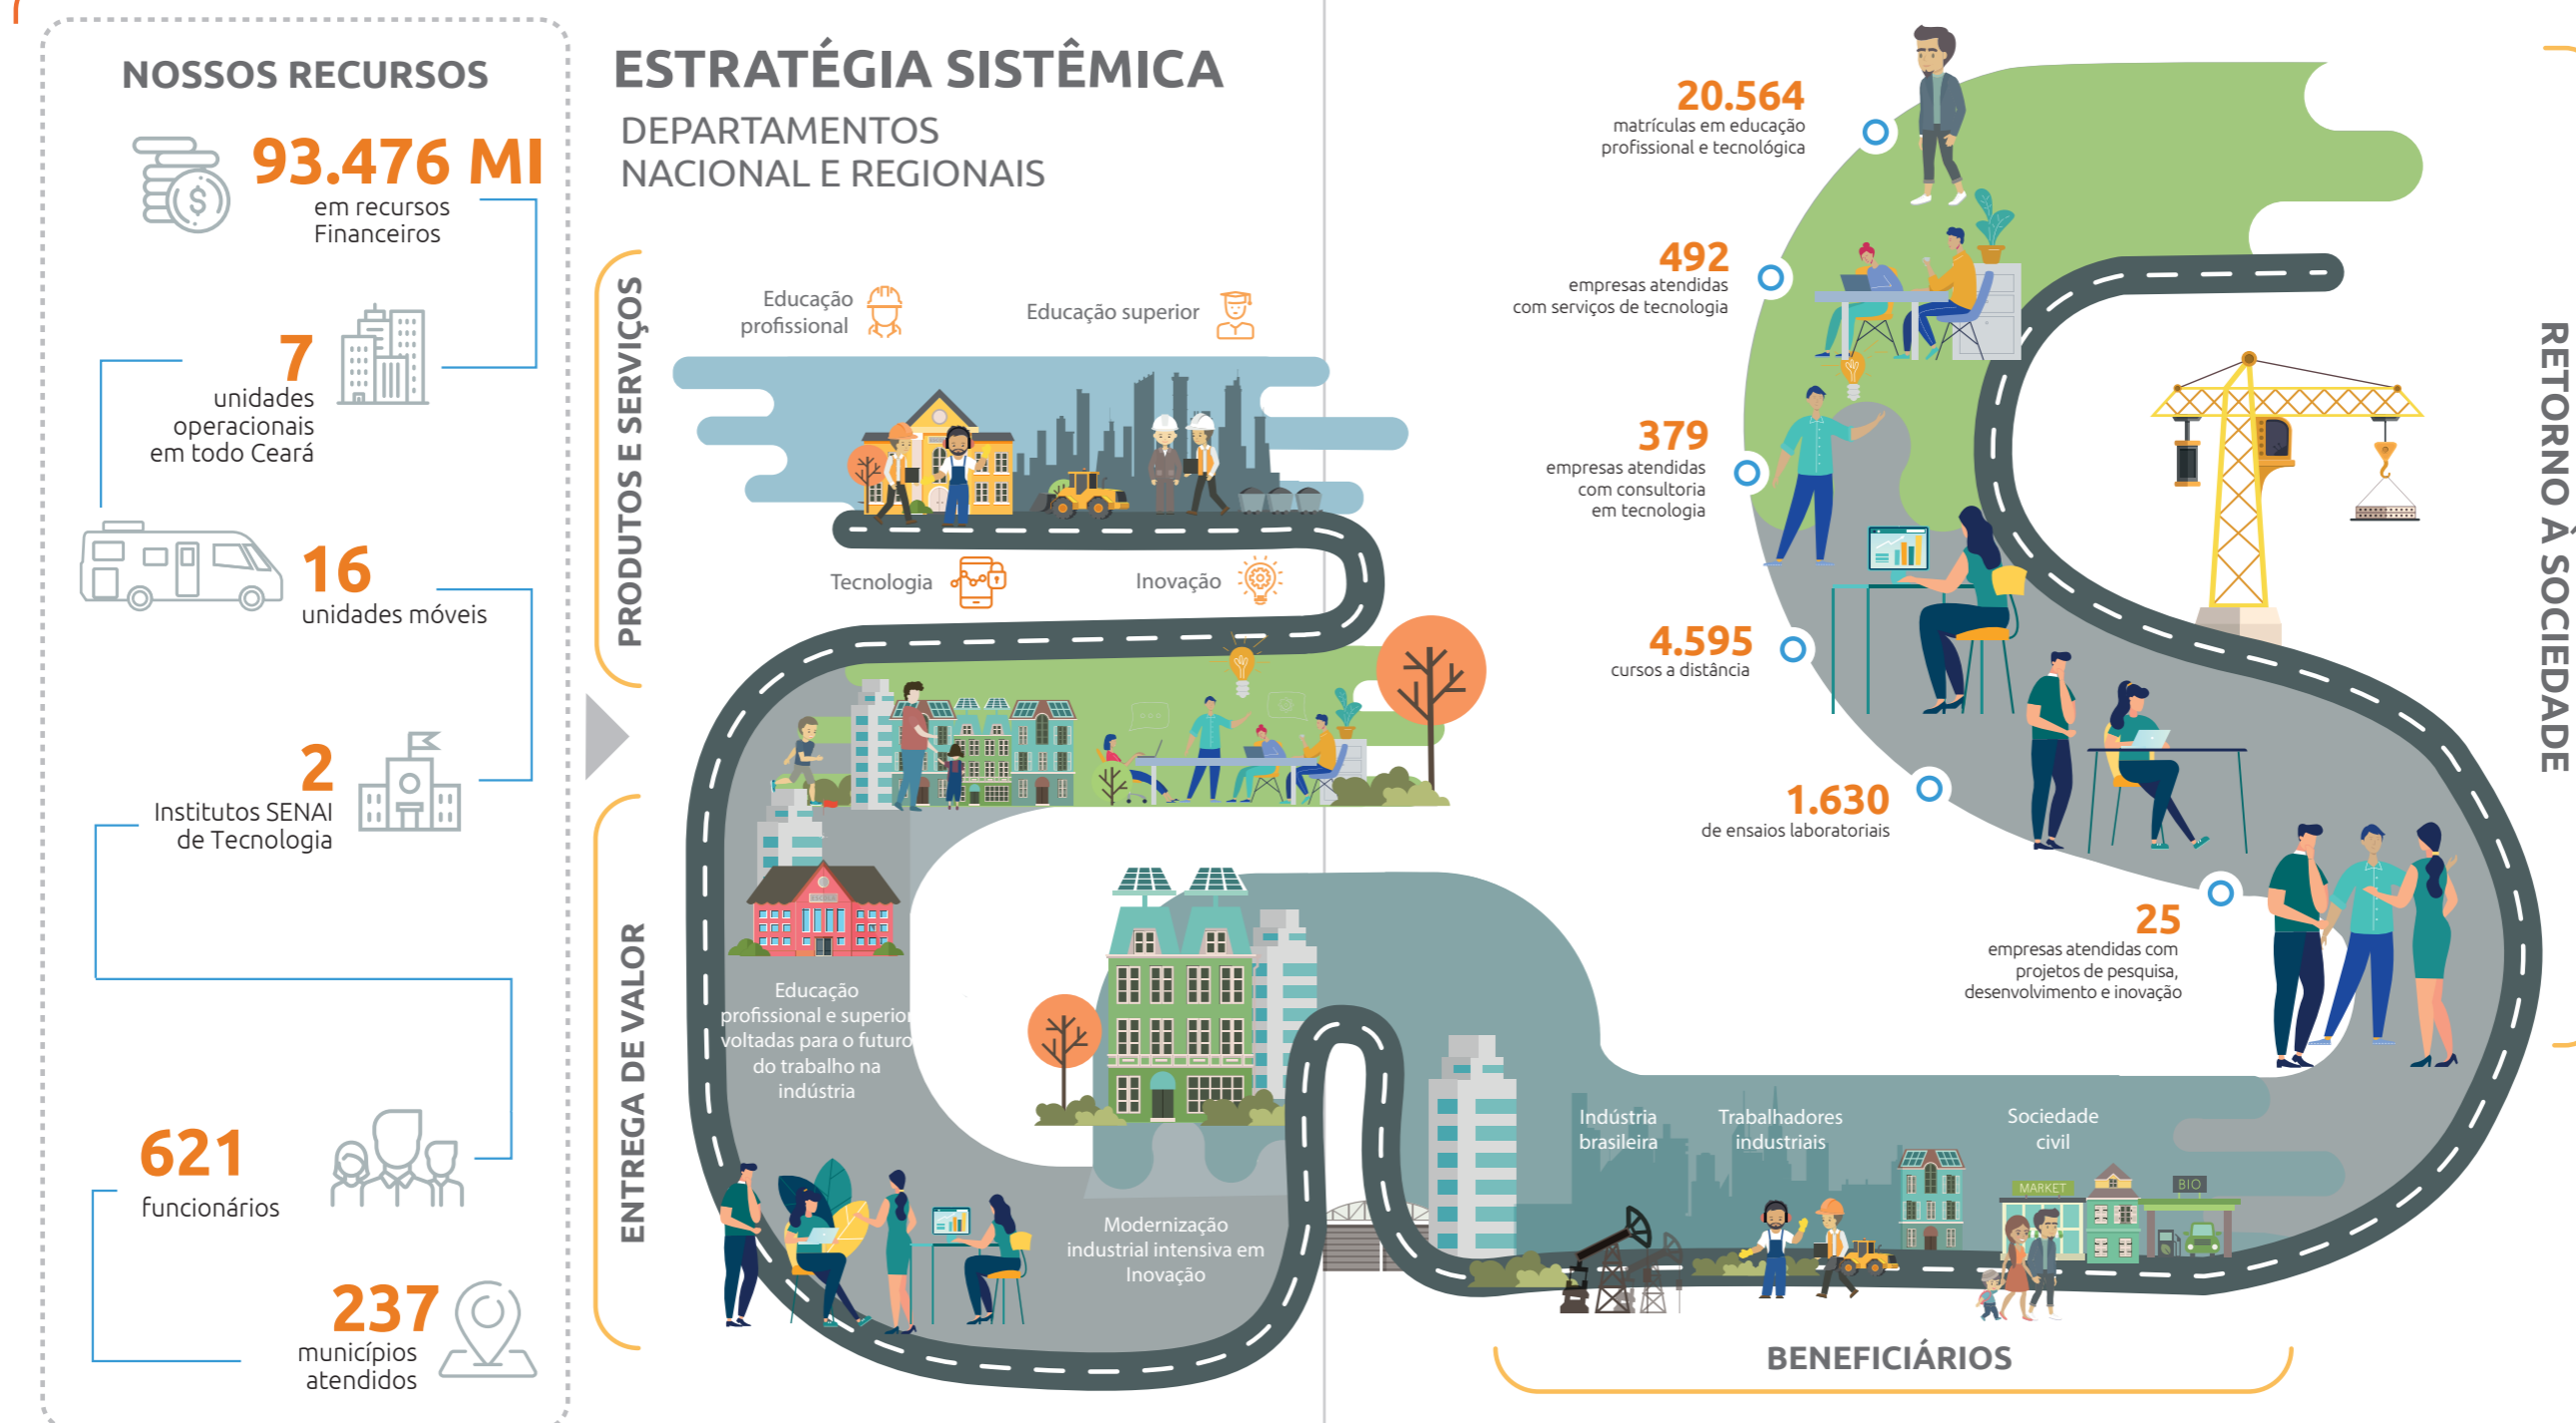 NOSSOS RECURSOS
93.476 MI
em recursos
Financeiros
7
unidades
operacionais
em todo Ceará
16
unidades móveis
2
Institutos SENAI
de Tecnologia
621
funcionários
237
municípios
atendidos
ESTRATÉGIA SISTÊMICA
DEPARTAMENTOS
NACIONAL E REGIONAIS
PRODUTOS E SERVIÇOS
Educação
profissional
Educação superior
Tecnologia
Inovação
ENTREGA DE VALOR
ESCOLA
Educação
profissional e superior
voltadas para o futuro
do trabalho na
indústria
Modernização
industrial intensiva em
Inovação
Indústria
brasileira
Trabalhadores
industriais
Sociedade
civil
MARKET
BIO
BENEFICIÁRIOS
20.564
matrículas em educação
profissional e tecnológica
492
empresas atendidas
com serviços de tecnologia
379
empresas atendidas
com consultoria
em tecnologia
4.595
cursos a distância
1.630
de ensaios laboratoriais
25
empresas atendidas com
projetos de pesquisa,
desenvolvimento e inovação
RETORNO À SOCIEDADE